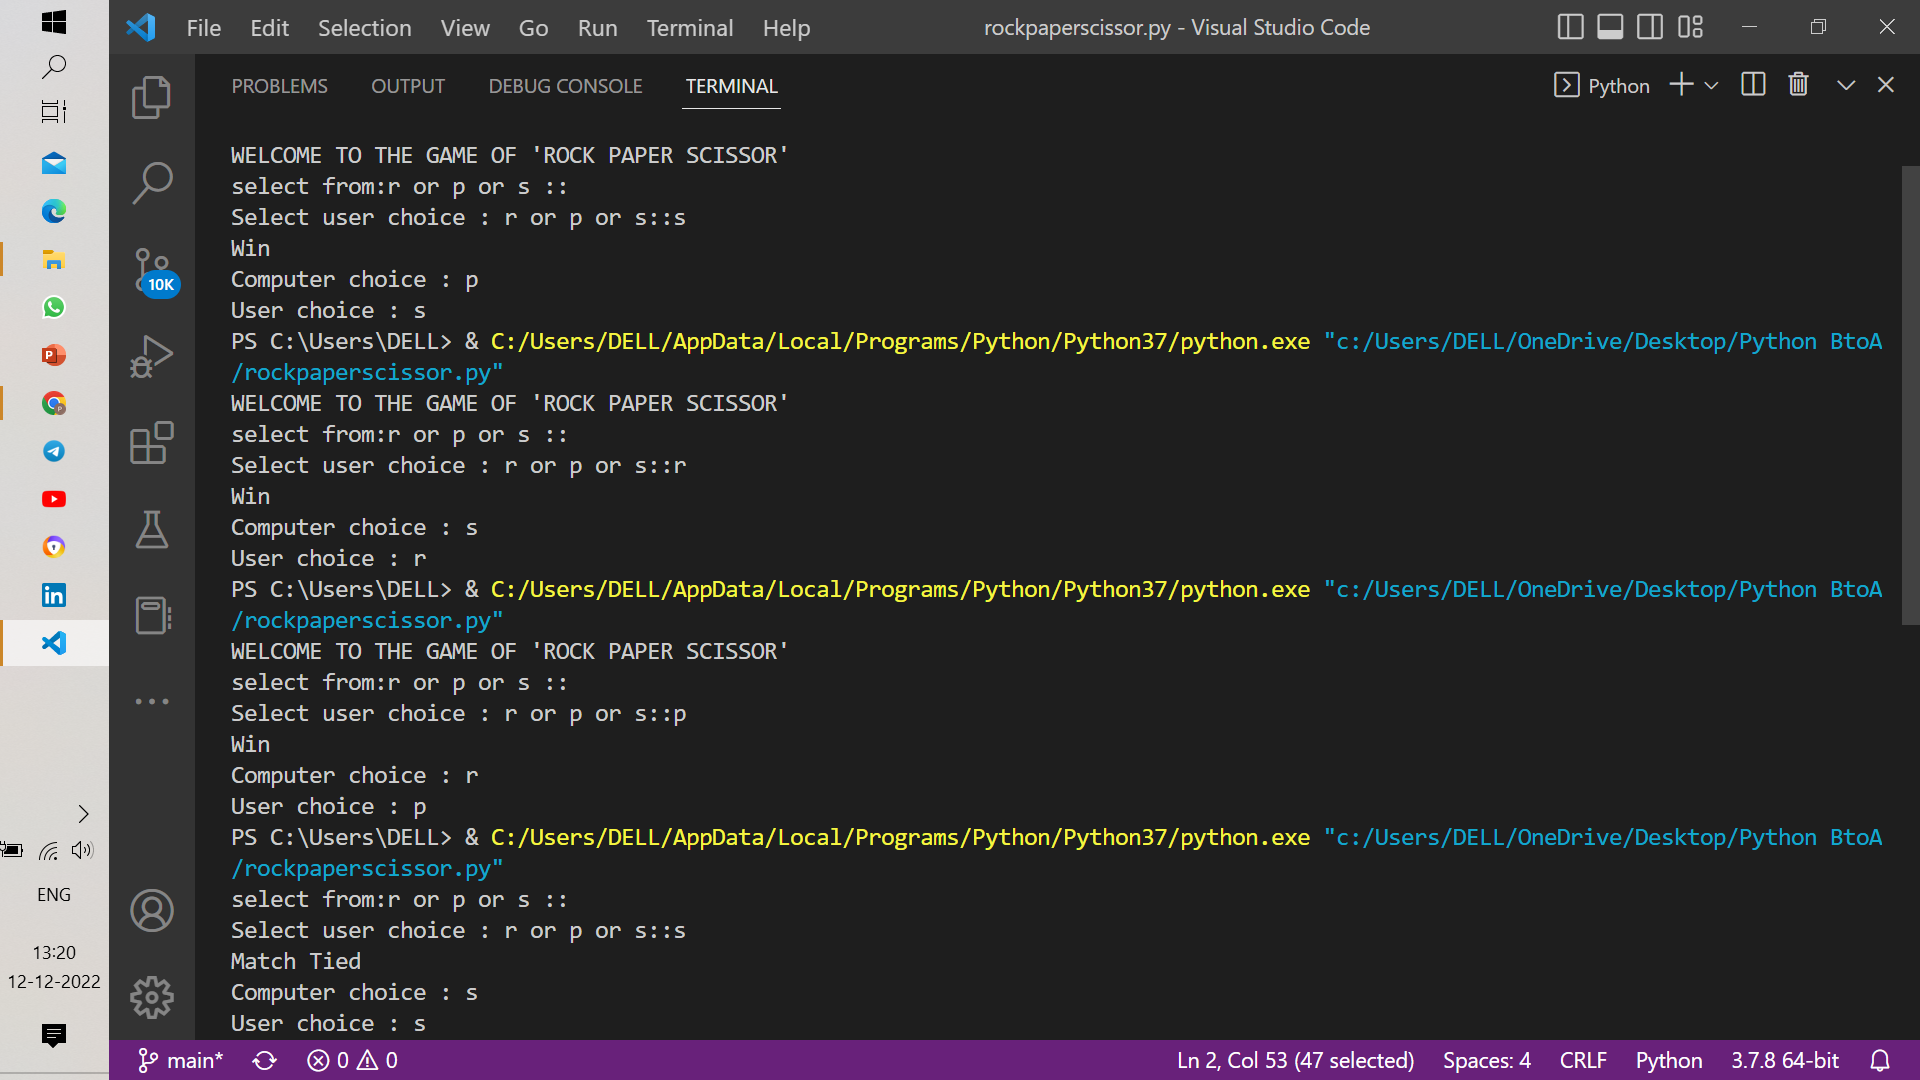 File Edit Selection View Go Run Terminal Help rockpaperscissor.py - Visual Studio Code
PROBLEMS OUTPUT DEBUG CONSOLE TERMINAL Python
WELCOME TO THE GAME OF 'ROCK PAPER SCISSOR'
select from:r or p or s ::
Select user choice : r or p or s::s
Win
Computer choice : p
User choice : s
PS C:\Users\DELL> & C:/Users/DELL/AppData/Local/Programs/Python/Python37/python.exe "c:/Users/DELL/OneDrive/Desktop/Python BtoA
/rockpaperscissor.py"
WELCOME TO THE GAME OF 'ROCK PAPER SCISSOR'
select from:r or p or s ::
Select user choice : r or p or s::r
Win
Computer choice : s
User choice : r
PS C:\Users\DELL> & C:/Users/DELL/AppData/Local/Programs/Python/Python37/python.exe "c:/Users/DELL/OneDrive/Desktop/Python BtoA
/rockpaperscissor.py"
WELCOME TO THE GAME OF 'ROCK PAPER SCISSOR'
select from:r or p or s ::
Select user choice : r or p or s::p
Win
Computer choice : r
User choice : p
PS C:\Users\DELL> & C:/Users/DELL/AppData/Local/Programs/Python/Python37/python.exe "c:/Users/DELL/OneDrive/Desktop/Python BtoA
/rockpaperscissor.py"
select from:r or p or s ::
Select user choice : r or p or s::s
Match Tied
Computer choice : s
User choice : s
10K
ENG
13:20
12-12-2022
main* 0 0 Ln 2, Col 53 (47 selected) Spaces: 4 CRLF Python 3.7.8 64-bit